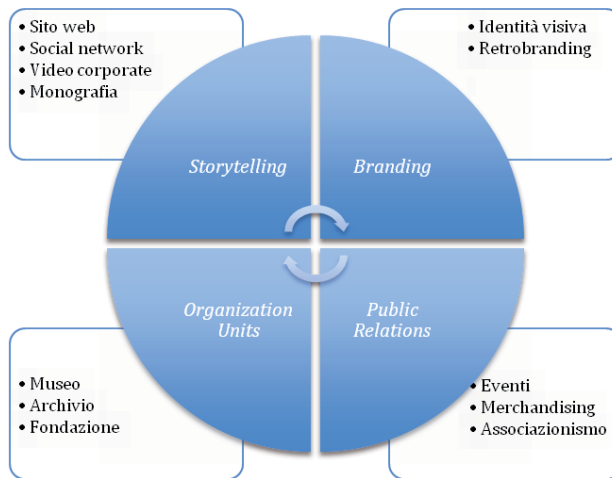 • Sito web
• Social network
• Video corporate
• Monografia
• Identità visiva
• Retrobranding
Storytelling
Branding
Organization
Units
Public
Relations
• Museo
• Archivio
• Fondazione
• Eventi
• Merchandising
• Associazionismo